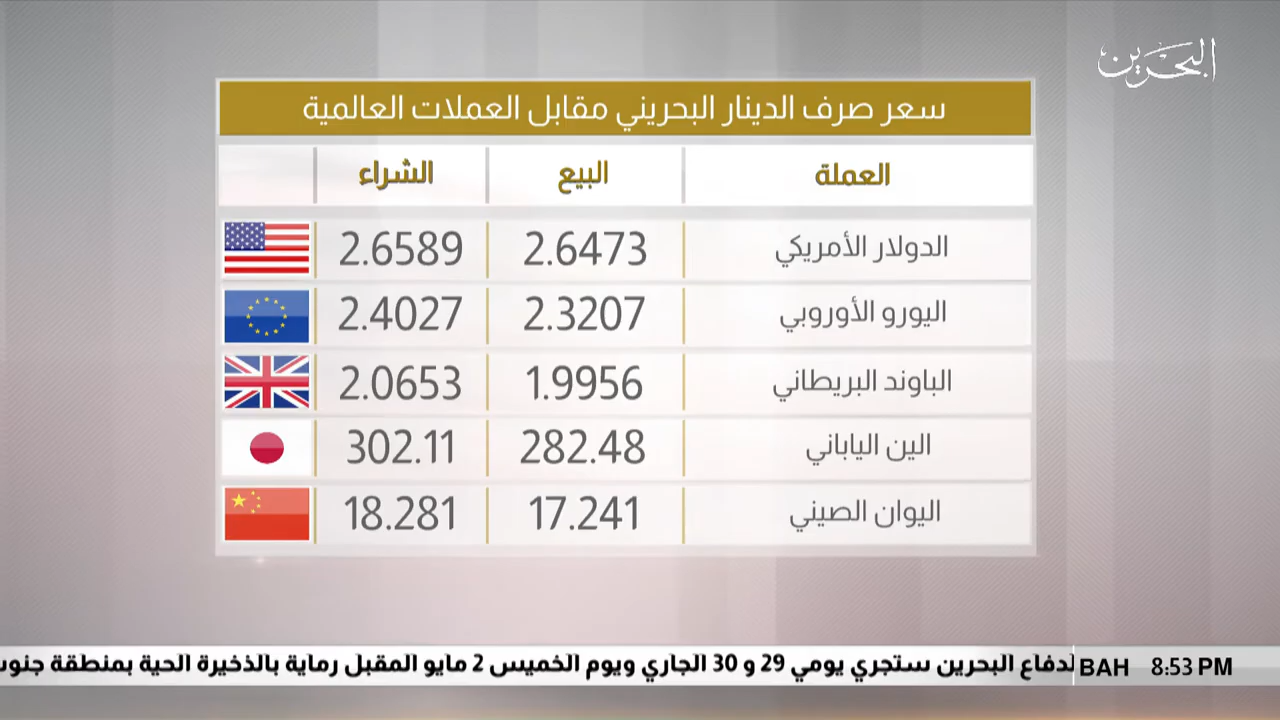 البحرين
سعر صرف الدينار البحريني مقابل العملات العالمية
العملة البيع الشراء
الدولار الأمريكي 2.6473 2.6589
اليورو الأوروبي 2.3207 2.4027
الباوند البريطاني 1.9956 2.0653
الين الياباني 282.48 302.11
اليوان الصيني 17.241 18.281
البحرين ستجري يومي 29 و 30 الجاري ويوم الخميس 2 مايو المقبل رماية بالذخيرة الحية بمنطقة
BAH 8:53 PM